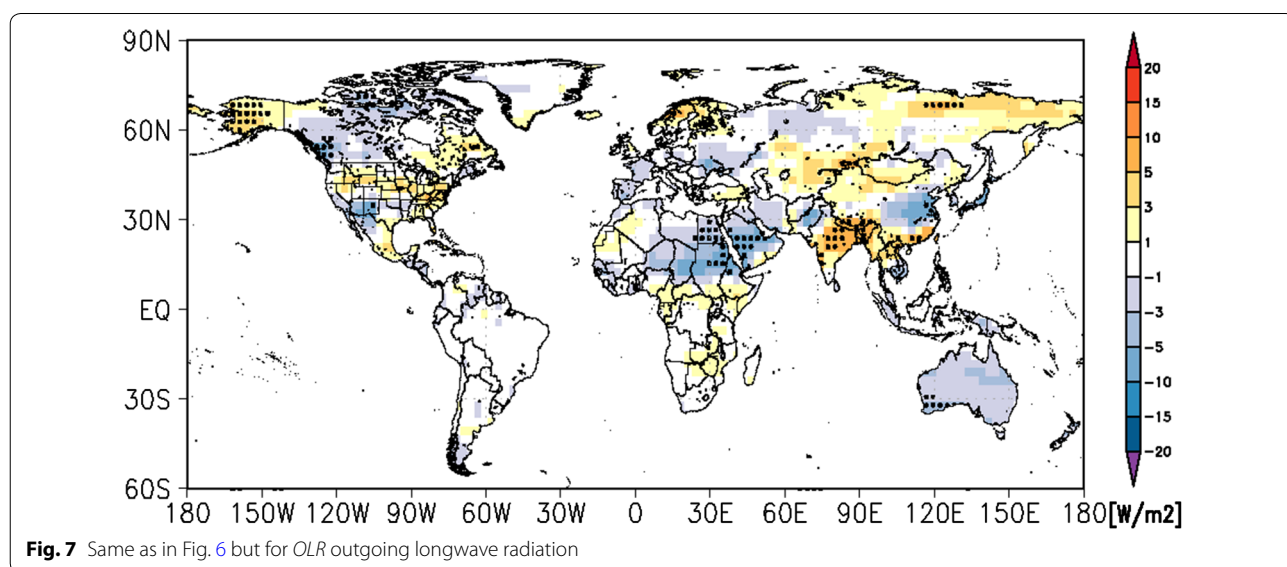 90N
60N
30N
EQ
30S
60S
180 150W 120W 90W 60W 30W 0 30E 60E 90E 120E 150E 180 [W/m2]
20
15
10
5
3
1
-1
-3
-5
-10
-15
-20
Fig. 7 Same as in Fig. 6 but for OLR outgoing longwave radiation